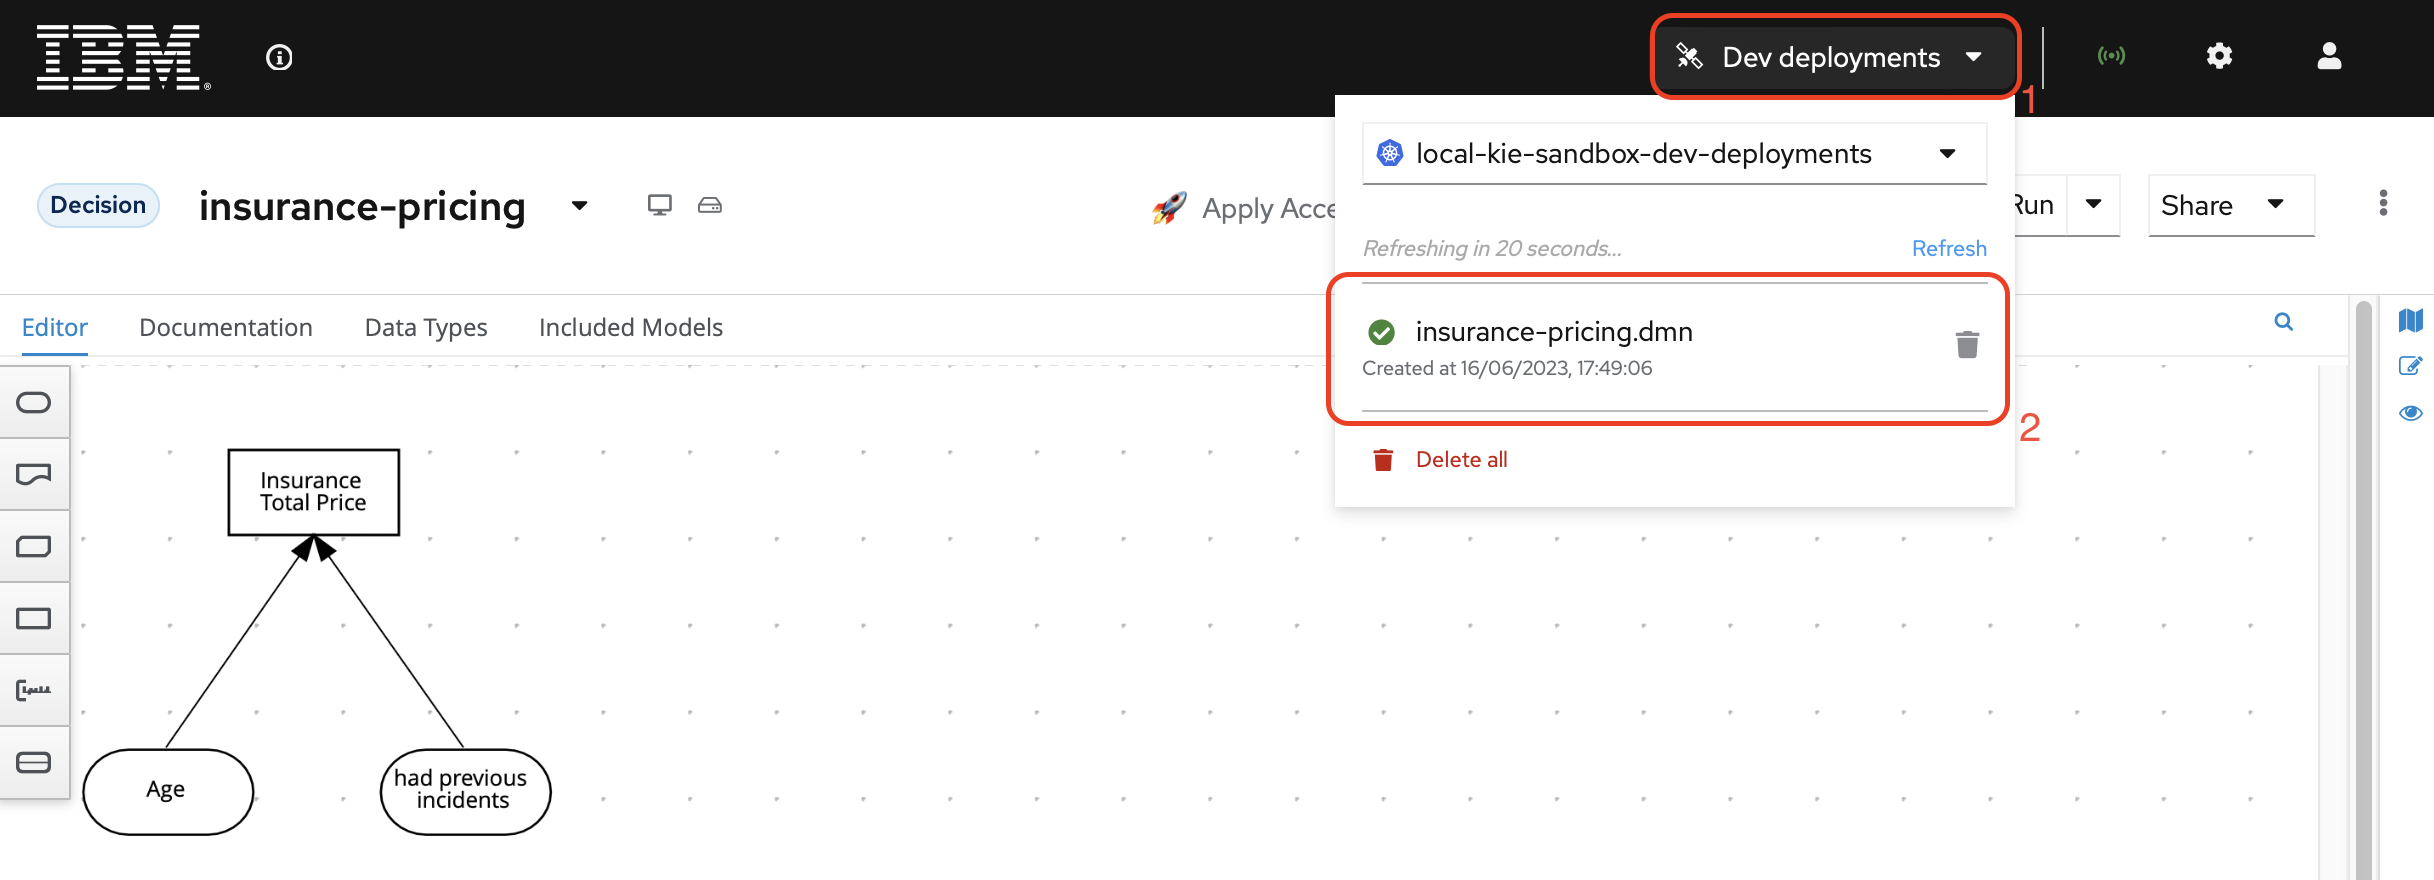 IBM®
Dev deployments
1
local-kie-sandbox-dev-deployments
Decision
insurance-pricing
Apply Acce
Run
Share
Refreshing in 20 seconds...
Refresh
Editor
Documentation
Data Types
Included Models
insurance-pricing.dmn
Created at 16/06/2023, 17:49:06
2
Delete all
Insurance
Total Price
Age
had previous
incidents